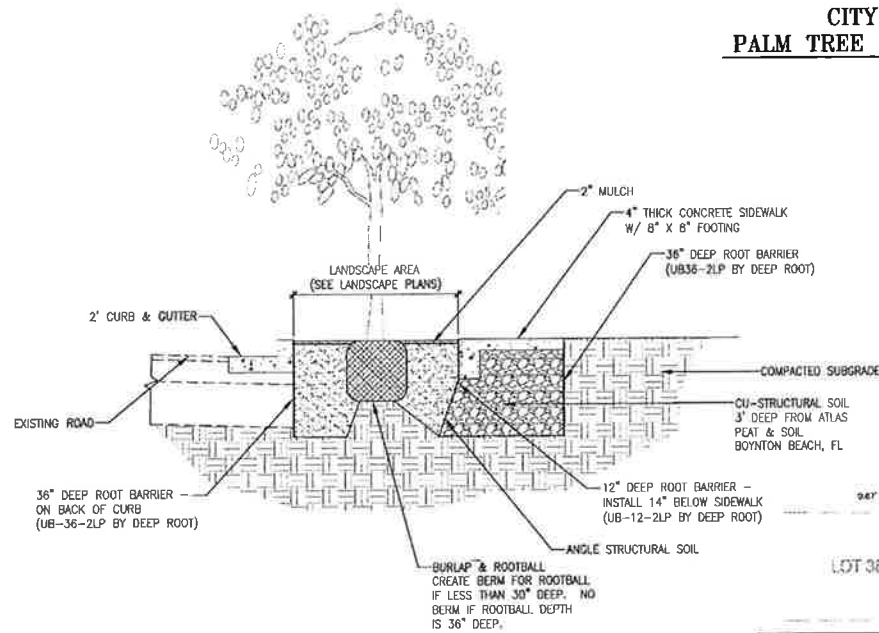 CITY
PALM TREE
2" MULCH
4" THICK CONCRETE SIDEWALK
W/ 8" X 8" FOOTING
36" DEEP ROOT BARRIER
(UB36-2LP BY DEEP ROOT)
LANDSCAPE AREA
(SEE LANDSCAPE PLANS)
2' CURB & GUTTER
COMPACTED SUBGRADE
EXISTING ROAD
CU-STRUCTURAL SOIL
3' DEEP FROM ATLAS
PEAT & SOIL
BOYNTON BEACH, FL
36" DEEP ROOT BARRIER -
ON BACK OF CURB
(UB-36-2LP BY DEEP ROOT)
12" DEEP ROOT BARRIER -
INSTALL 14" BELOW SIDEWALK
(UB-12-2LP BY DEEP ROOT)
ANGLE STRUCTURAL SOIL
BURLAP & ROOTBALL
CREATE BERM FOR ROOTBALL
IF LESS THAN 30" DEEP. NO
BERM IF ROOTBALL DEPTH
IS 36" DEEP.
LOT 38